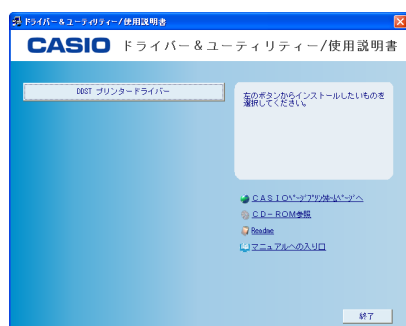 ドライバー＆ユーティリティー/使用説明書
CASIO ドライバー＆ユーティリティー/使用説明書
DDST プリンタードライバー
左のボタンからインストールしたいものを
選択してください。
CASIOﾍﾟｰｼﾞﾌﾟﾘﾝﾀﾎｰﾑﾍﾟｰｼﾞへ
CD－ROM参照
Readme
マニュアルへの入り口
終了